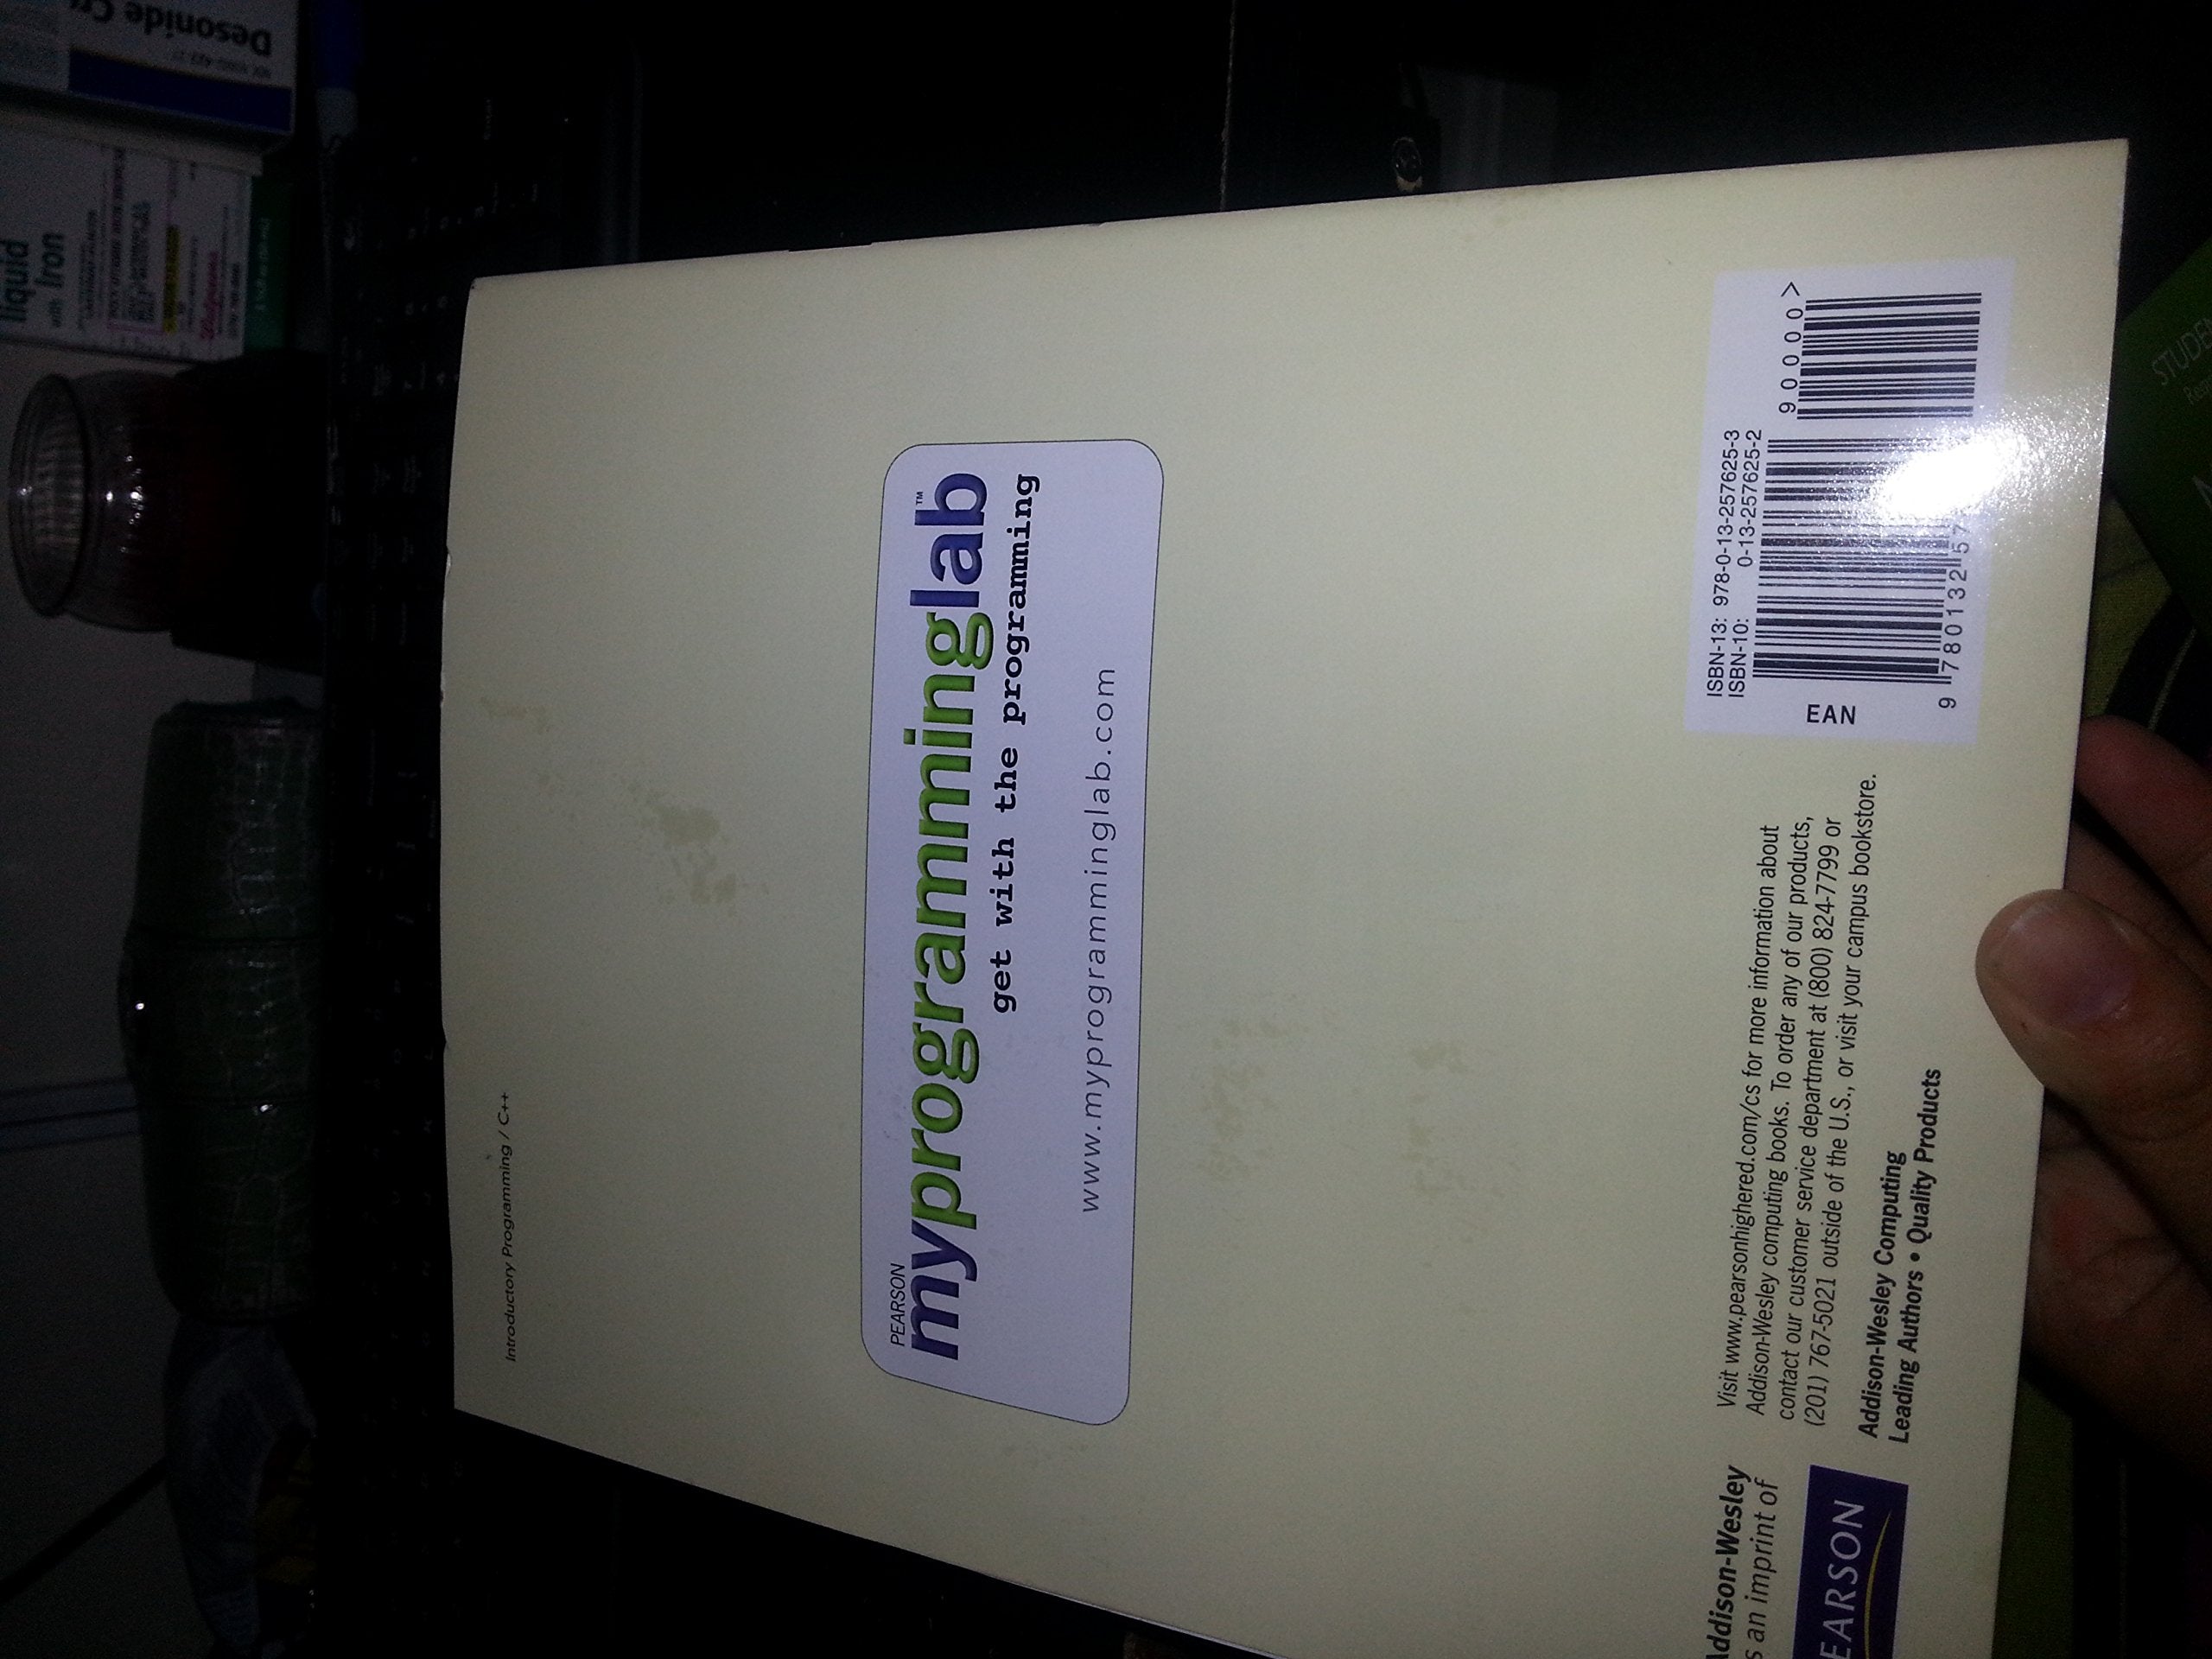 Introductory Programming / C++
PEARSON
myprogramminglab™
get with the programming
www.myprogramminglab.com
Addison-Wesley
is an imprint of
PEARSON
Visit www.pearsonhighered.com/cs for more information about
Addison-Wesley computing books. To order any of our products,
contact our customer service department at (800) 824-7799 or
(201) 767-5021 outside of the U.S., or visit your campus bookstore.
Addison-Wesley Computing
Leading Authors • Quality Products
ISBN-13: 978-0-13-257625-3
ISBN-10: 0-13-257625-2
90000>
EAN
9 780132 57
Desonide
liquid
with Iron
Walgreens
STUDEN